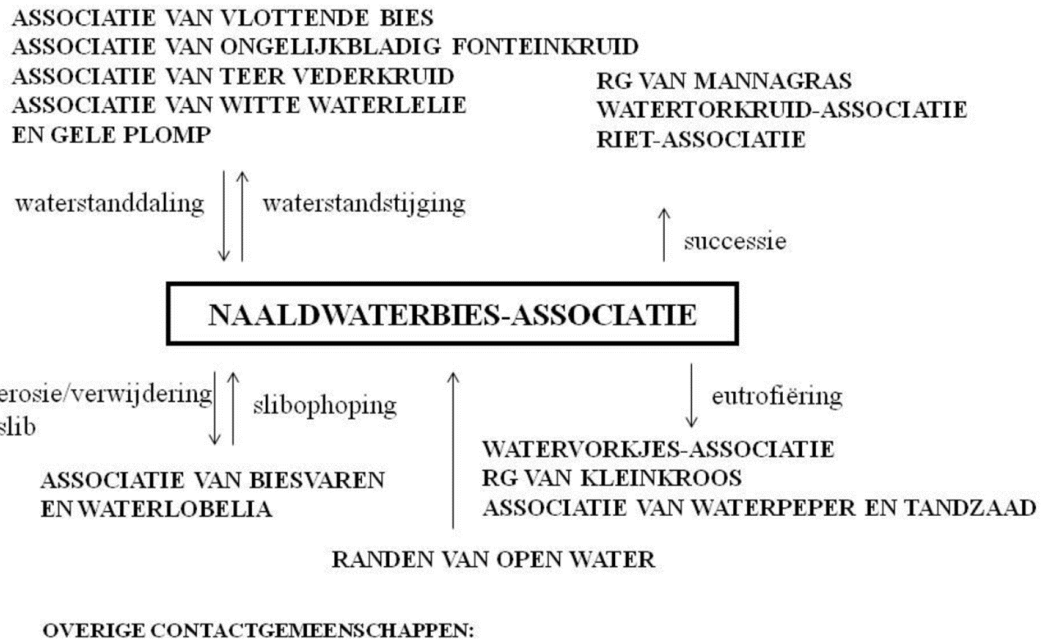 ASSOCIATIE VAN VLOTTENDE BIES
ASSOCIATIE VAN ONGELIJKBLADIG FONTEINKRUID
ASSOCIATIE VAN TEER VEDERKRUID
ASSOCIATIE VAN WITTE WATERLELIE
EN GELE PLOMP
RG VAN MANNAGRAS
WATERTORKRUID-ASSOCIATIE
RIET-ASSOCIATIE
waterstanddaling
waterstandstijging
successie
NAALDWATERBIES-ASSOCIATIE
erosie/verwijdering
slib
slibophoping
eutrofiëring
ASSOCIATIE VAN BIESVAREN
EN WATERLOBELIA
WATERVORKJES-ASSOCIATIE
RG VAN KLEINKROOS
ASSOCIATIE VAN WATERPEPER EN TANDZAAD
RANDEN VAN OPEN WATER
OVERIGE CONTACTGEMEENSCHAPPEN: